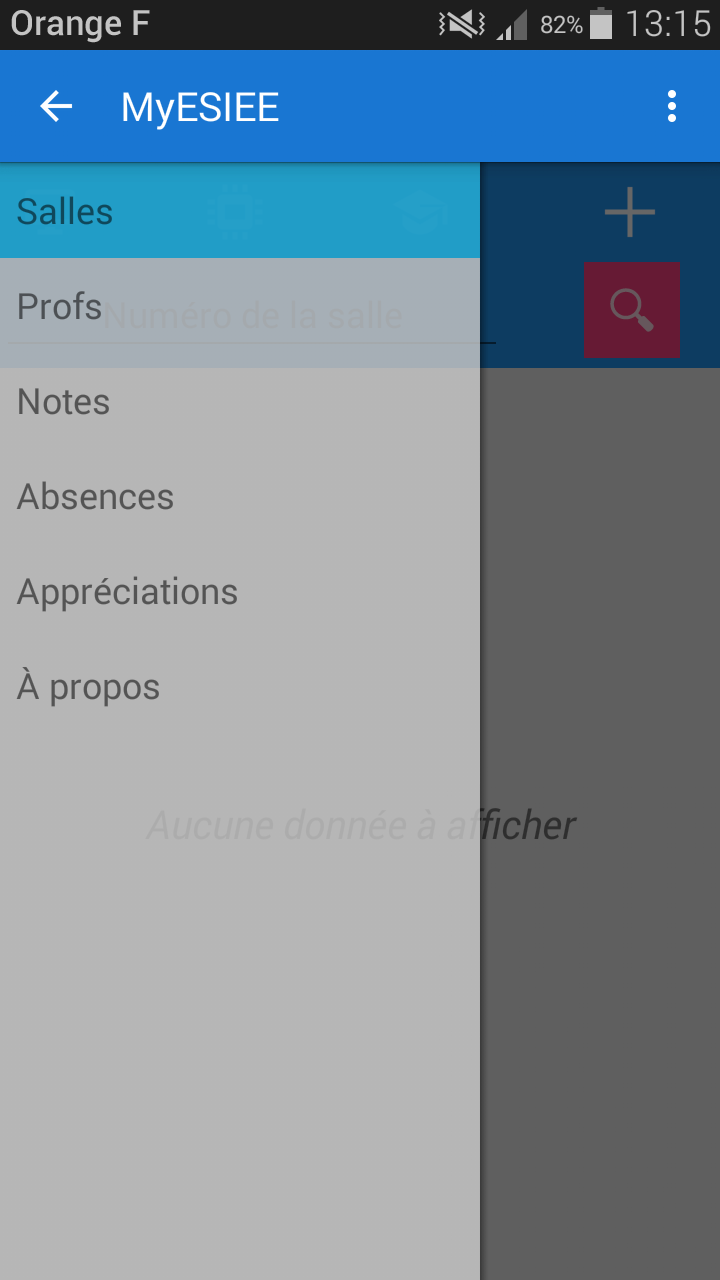 Orange F 82% 13:15
MyESIEE
Salles
Profs
Numéro de la salle
Notes
Absences
Appréciations
À propos
Aucune donnée à afficher